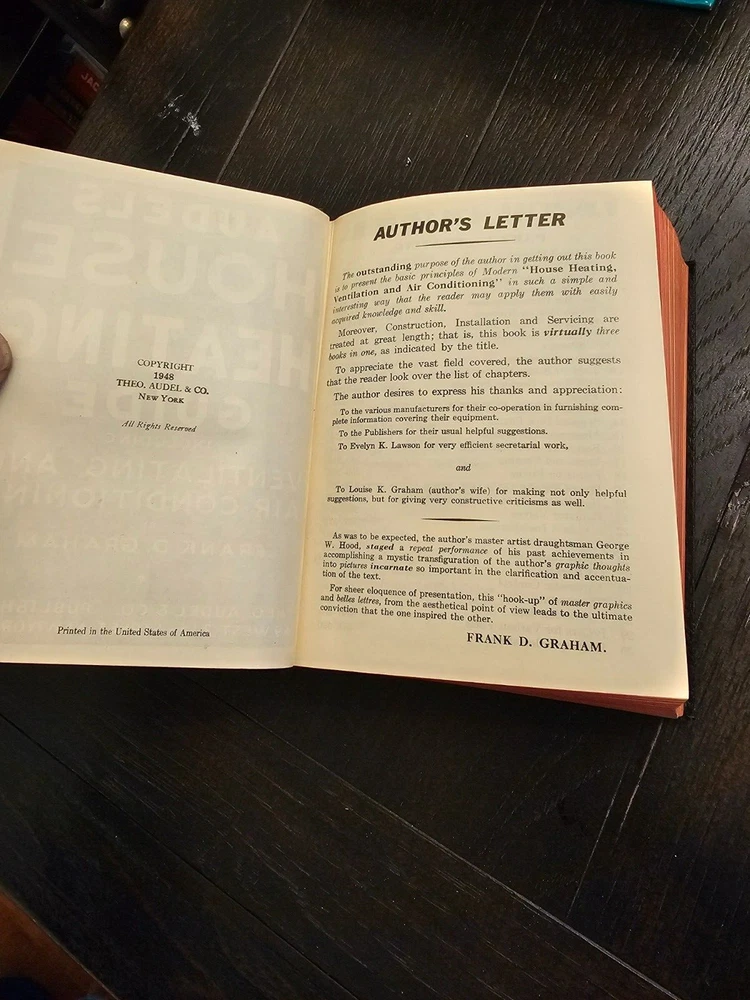 COPYRIGHT
1948
THEO. AUDEL & CO.
NEW YORK
All Rights Reserved
Printed in the United States of America
AUTHOR'S LETTER
The outstanding purpose of the author in getting out this book
is to present the basic principles of Modern "House Heating,
Ventilation and Air Conditioning" in such a simple and
interesting way that the reader may apply them with easily
acquired knowledge and skill.
Moreover, Construction, Installation and Servicing are
treated at great length; that is, this book is virtually three
books in one, as indicated by the title.
To appreciate the vast field covered, the author suggests
that the reader look over the list of chapters.
The author desires to express his thanks and appreciation:
To the various manufacturers for their co-operation in furnishing com-
plete information covering their equipment.
To the Publishers for their usual helpful suggestions.
To Evelyn K. Lawson for very efficient secretarial work,
and
To Louise K. Graham (author's wife) for making not only helpful
suggestions, but for giving very constructive criticisms as well.
As was to be expected, the author's master artist draughtsman George
W. Hood, staged a repeat performance of his past achievements in
accomplishing a mystic transfiguration of the author's graphic thoughts
into pictures incarnate so important in the clarification and accentua-
tion of the text.
For sheer eloquence of presentation, this "hook-up" of master graphics
and belles lettres, from the aesthetical point of view leads to the ultimate
conviction that the one inspired the other.
FRANK D. GRAHAM.